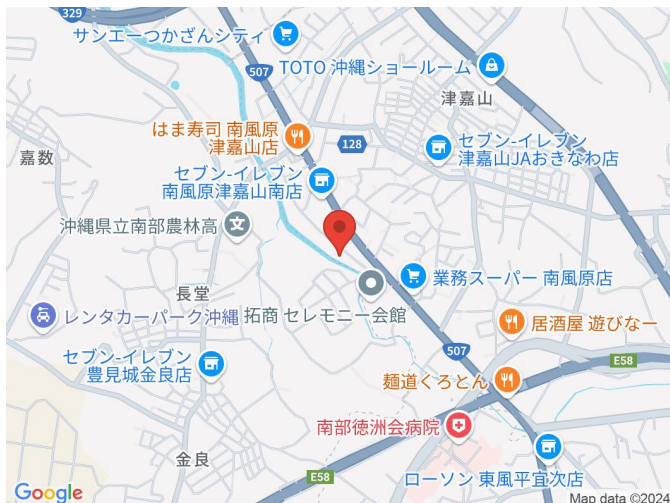 329
サンエーつかざんシティ
507
TOTO 沖縄ショールーム
津嘉山
はま寿司 南風原
津嘉山店
128
セブン-イレブン
津嘉山JAおきなわ店
嘉数
セブン-イレブン
南風原津嘉山南店
沖縄県立南部農林高
長堂
業務スーパー 南風原店
レンタカーパーク沖縄
拓商 セレモニー会館
居酒屋 遊びなー
セブン-イレブン
豊見城金良店
507
E58
麺道くろとん
南部徳洲会病院
金良
E58
ローソン 東風平宜次店
Google
Map data ©2024